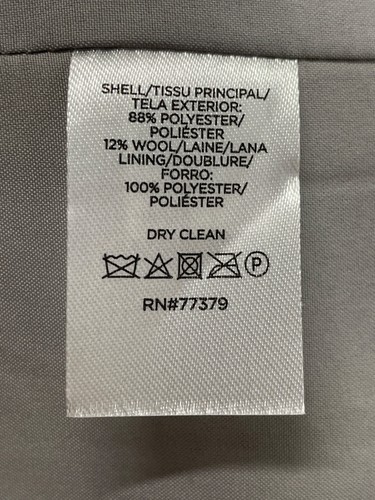 SHELL/TISSU PRINCIPAL/
TELA EXTERIOR:
88% POLYESTER/
POLIÉSTER
12% WOOL/LAINE/LANA
LINING/DOUBLURE/
FORRO:
100% POLYESTER/
POLIÉSTER
DRY CLEAN
P
RN#77379